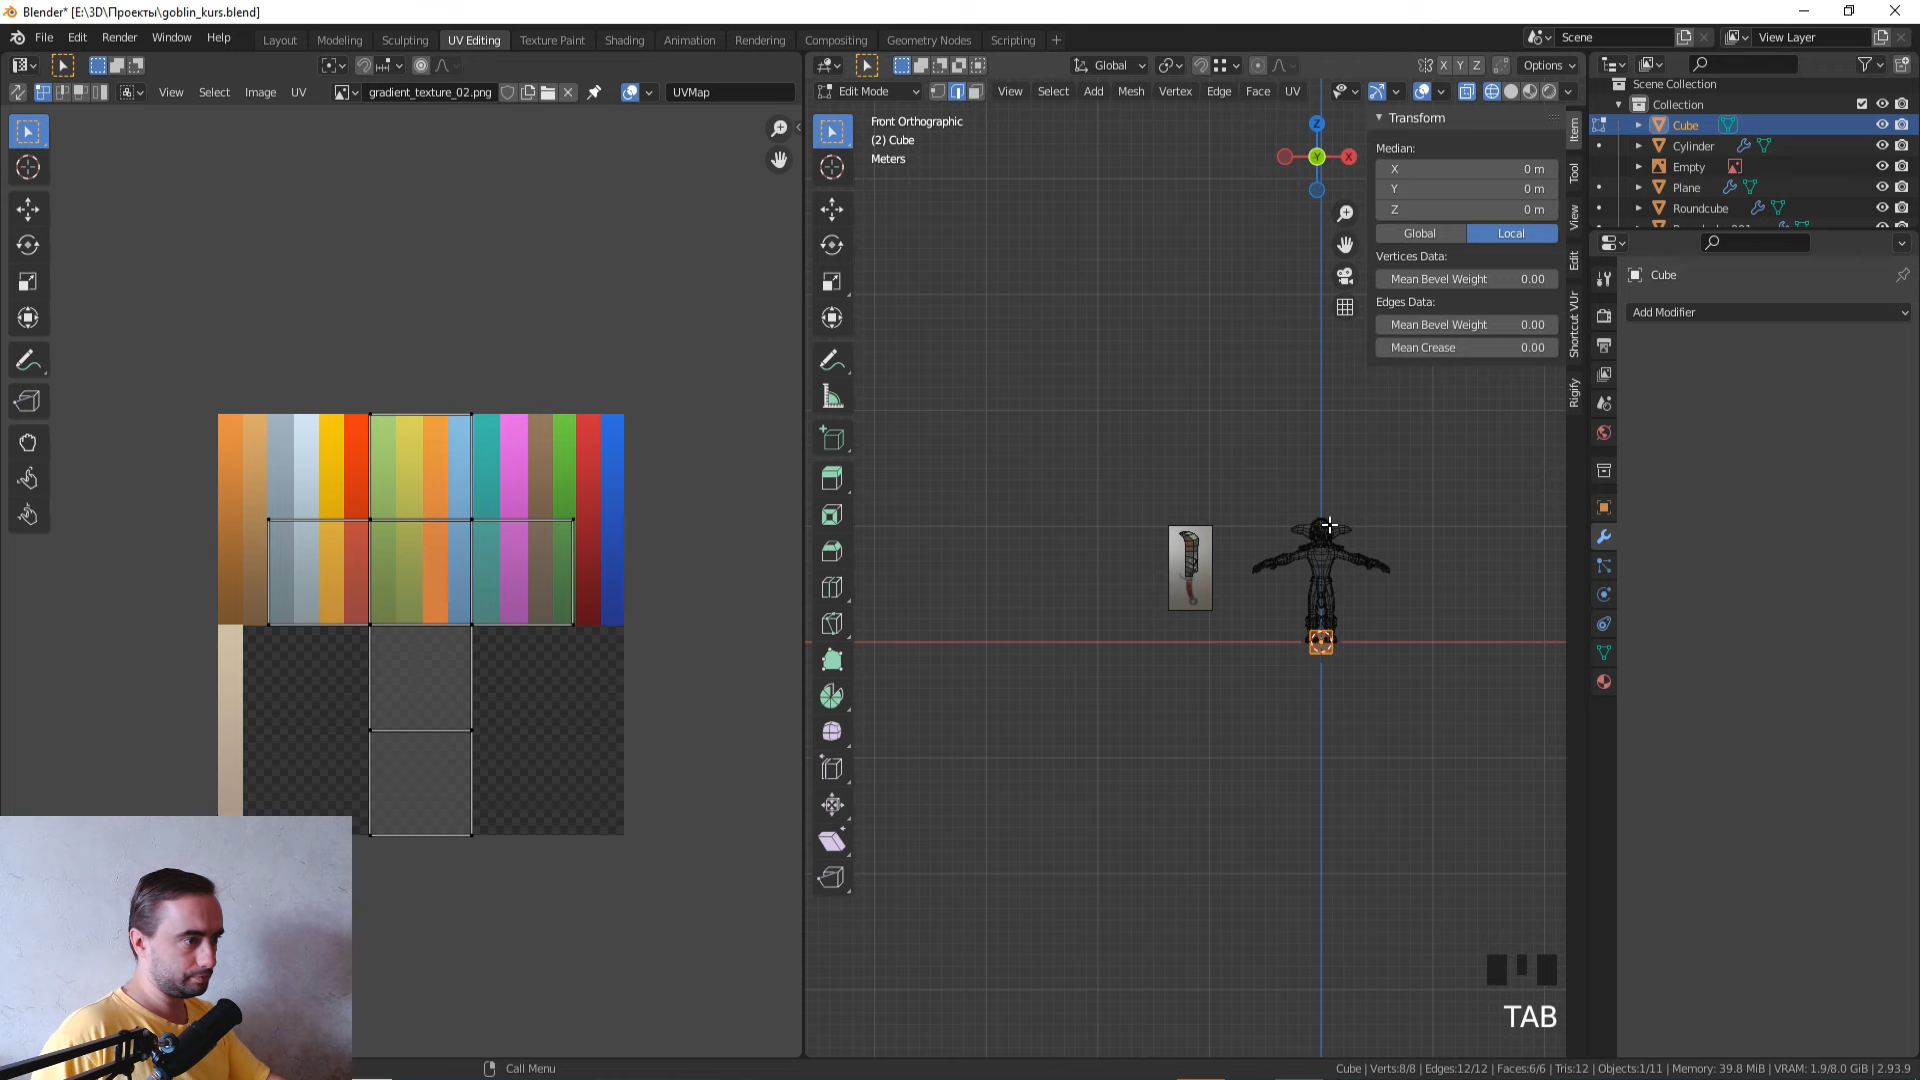 Blender* [E:\3D\Проекты\goblin_kurs.blend]
File Edit Render Window Help
Layout Modeling Sculpting UV Editing Texture Paint Shading Animation Rendering Compositing Geometry Nodes Scripting +
Scene
View Layer
Global
X Y Z
Options
View Select Image UV
gradient_texture_02.png
UVMap
Edit Mode
View Select Add Mesh Vertex Edge Face UV
Scene Collection
Collection
Cube
Cylinder
Empty
Plane
Roundcube
Front Orthographic
(2) Cube
Meters
Z
Y
X
Transform
Median:
X 0 m
Y 0 m
Z 0 m
Global Local
Vertices Data:
Mean Bevel Weight 0.00
Edges Data:
Mean Bevel Weight 0.00
Mean Crease 0.00
Item
Tool
View
Edit
Shortcut VUr
Rigify
Cube
Add Modifier
TAB
Call Menu
Cube | Verts:8/8 | Edges:12/12 | Faces:6/6 | Tris:12 | Objects:1/11 | Memory: 39.8 MiB | VRAM: 1.9/8.0 GiB | 2.93.9